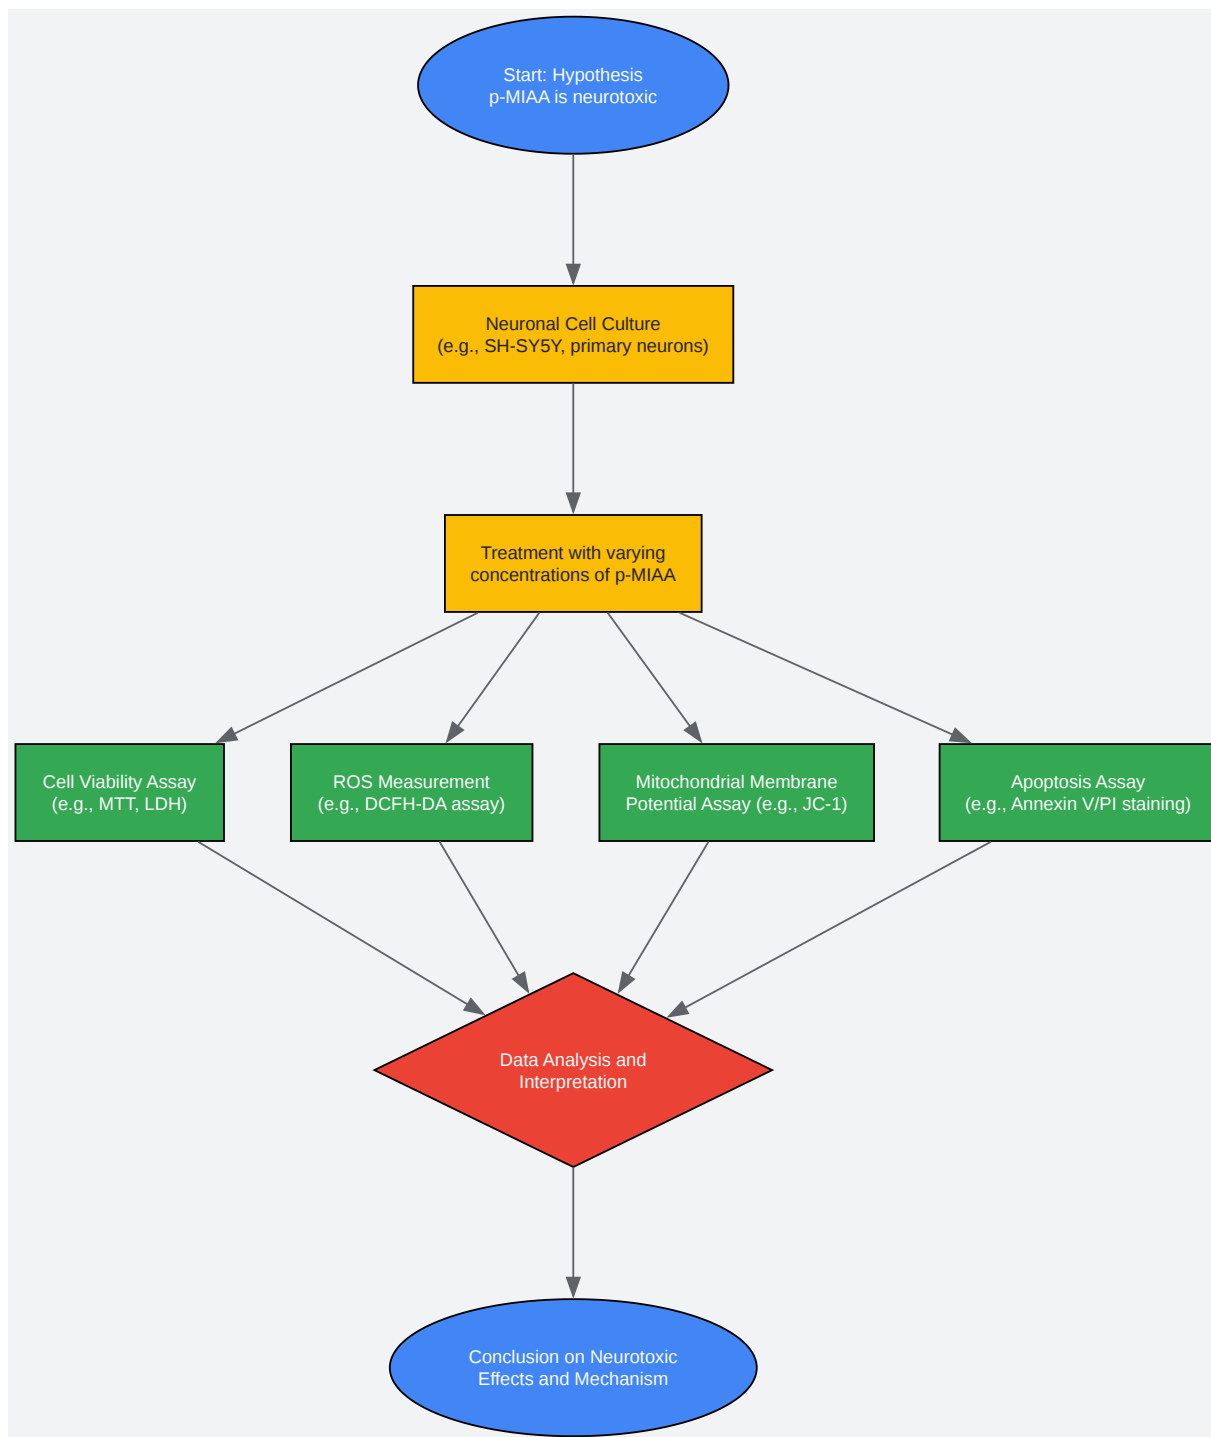 Start: Hypothesis
p-MIAA is neurotoxic
Neuronal Cell Culture
(e.g., SH-SY5Y, primary neurons)
Treatment with varying
concentrations of p-MIAA
Cell Viability Assay
(e.g., MTT, LDH)
ROS Measurement
(e.g., DCFH-DA assay)
Mitochondrial Membrane
Potential Assay (e.g., JC-1)
Apoptosis Assay
(e.g., Annexin V/PI staining)
Data Analysis and
Interpretation
Conclusion on Neurotoxic
Effects and Mechanism